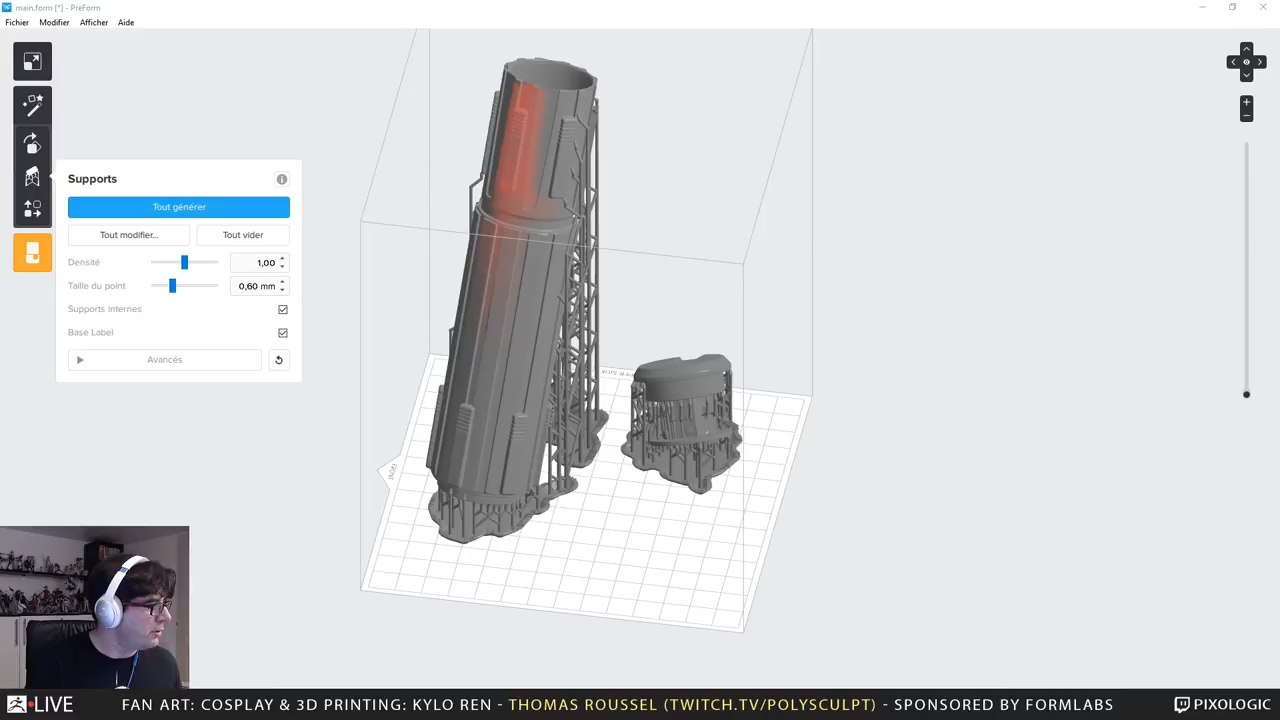 main.form [*] - PreForm
Fichier Modifier Afficher Aide
Supports
Tout générer
Tout modifier... Tout vider
Densité 1,00
Taille du point 0,60 mm
Supports internes
Base Label
Avancés
FRONT
LIVE FAN ART: COSPLAY & 3D PRINTING: KYLO REN - THOMAS ROUSSEL (TWITCH.TV/POLYSCULPT) - SPONSORED BY FORMLABS PIXOLOGIC